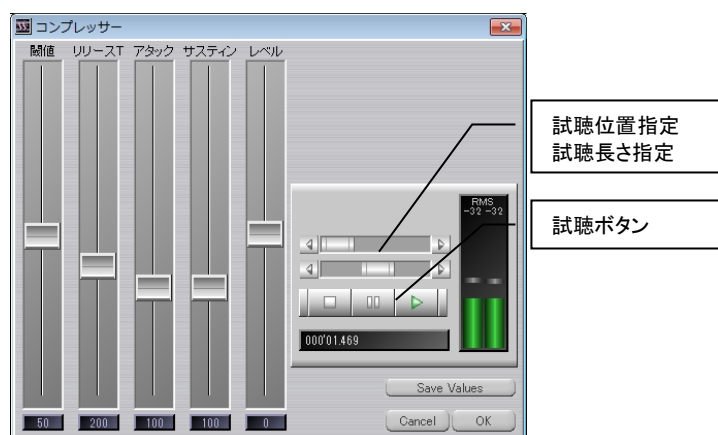 コンプレッサー
閾値 リリースT アタック サスティン レベル
試聴位置指定
試聴長さ指定
RMS
-32 -32
試聴ボタン
000'01.469
Save Values
50 200 100 100 0
Cancel OK